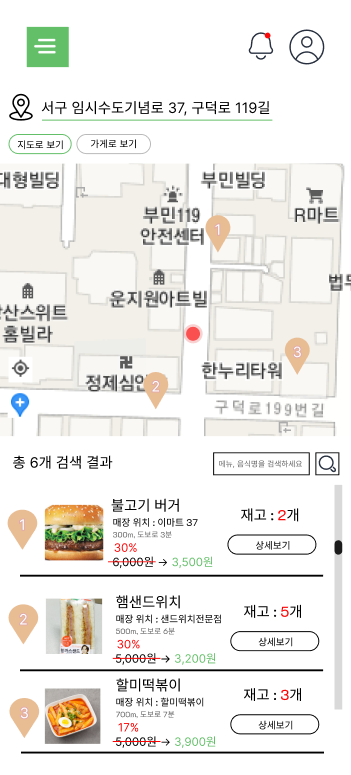 서구 임시수도기념로 37, 구덕로 119길
지도로 보기
가게로 보기
대형빌딩
부민빌딩
부민119
안전센터
R마트
1
운지원아트빌
산스위트
홈빌라
정제심인
2
한누리타워
3
구덕로199번길
총 6개 검색 결과
메뉴, 음식명을 검색하세요
1
불고기 버거
매장 위치 : 이마트 37
300m, 도보로 3분
30%
6,000원 → 3,500원
재고 : 2개
상세보기
2
햄샌드위치
매장 위치 : 샌드위치전문점
500m, 도보로 6분
30%
5,000원 → 3,200원
재고 : 5개
상세보기
3
할미떡볶이
매장 위치 : 할미떡볶이
700m, 도보로 7분
17%
5,000원 → 3,900원
재고 : 3개
상세보기